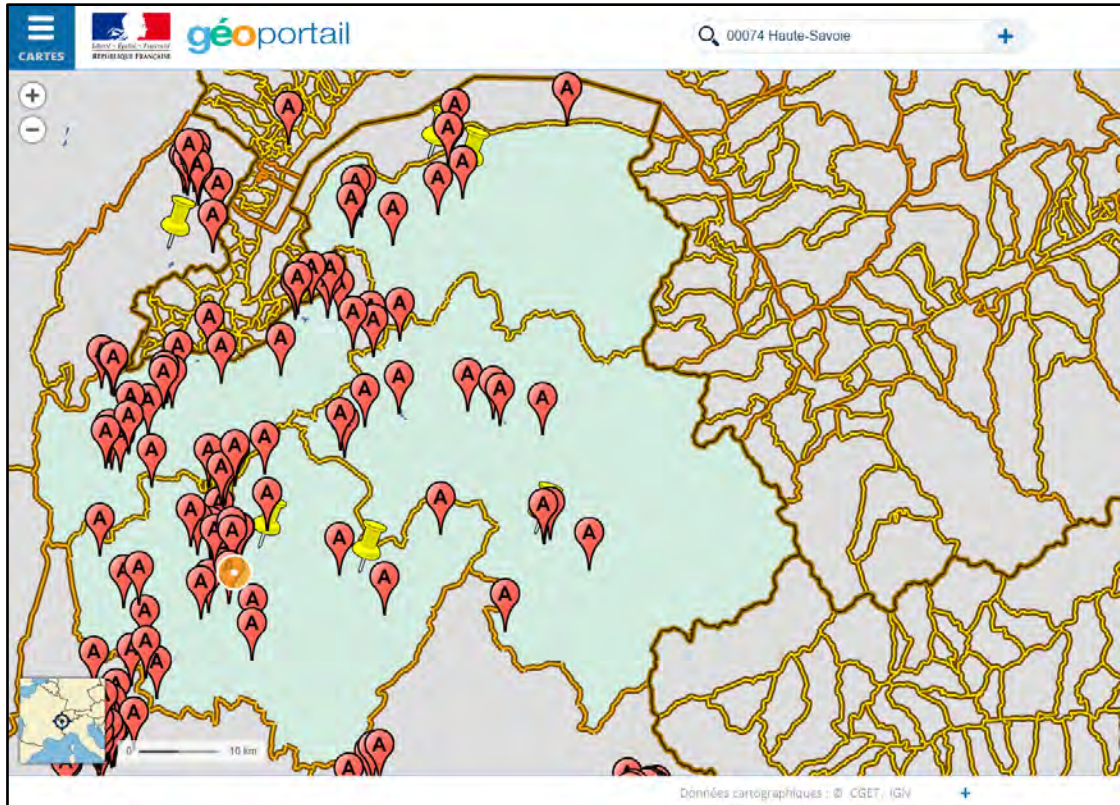 CARTES
Liberté • Égalité • Fraternité
RÉPUBLIQUE FRANÇAISE
géoportail
00074 Haute-Savoie
0 10 km
Données cartographiques : © CGET, IGN